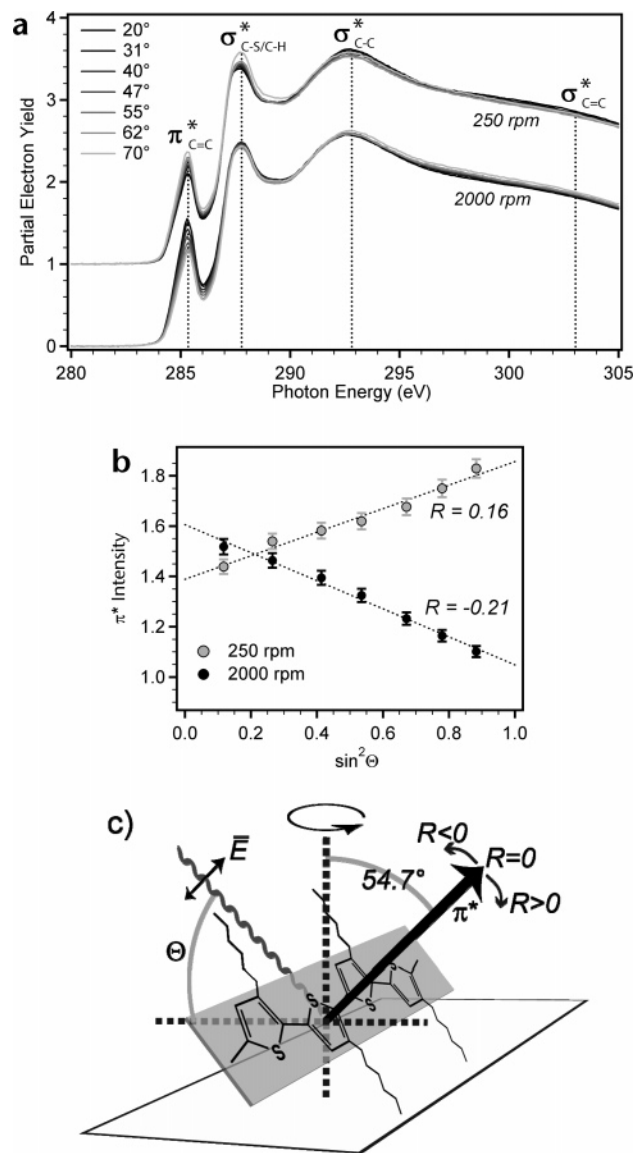 a
20°
31°
40°
47°
55°
62°
70°
π* C=C
σ* C-S/C-H
σ* C-C
σ* C=C
250 rpm
2000 rpm
Partial Electron Yield
4
3
2
1
0
280
285
290
295
300
305
Photon Energy (eV)
b
1.8
1.6
1.4
1.2
1.0
π* Intensity
R = 0.16
R = -0.21
250 rpm
2000 rpm
0.0
0.2
0.4
0.6
0.8
1.0
sin²Θ
c)
E̅
Θ
54.7°
R<0
R=0
R>0
π*
S
S
S
S